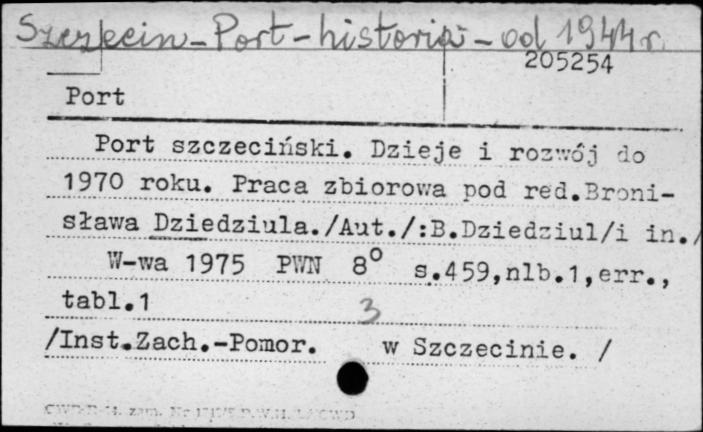 Szczecin - Port - historia - od 1944 r.
205254
Port
Port szczeciński. Dzieje i rozwój do
1970 roku. Praca zbiorowa pod red.Broni-
sława Dziedziula./Aut./:B.Dziedziul/i in./
W-wa 1975 PWN 8° s.459,nlb.1,err.,
tabl.1
3
/Inst.Zach.-Pomor. w Szczecinie. /